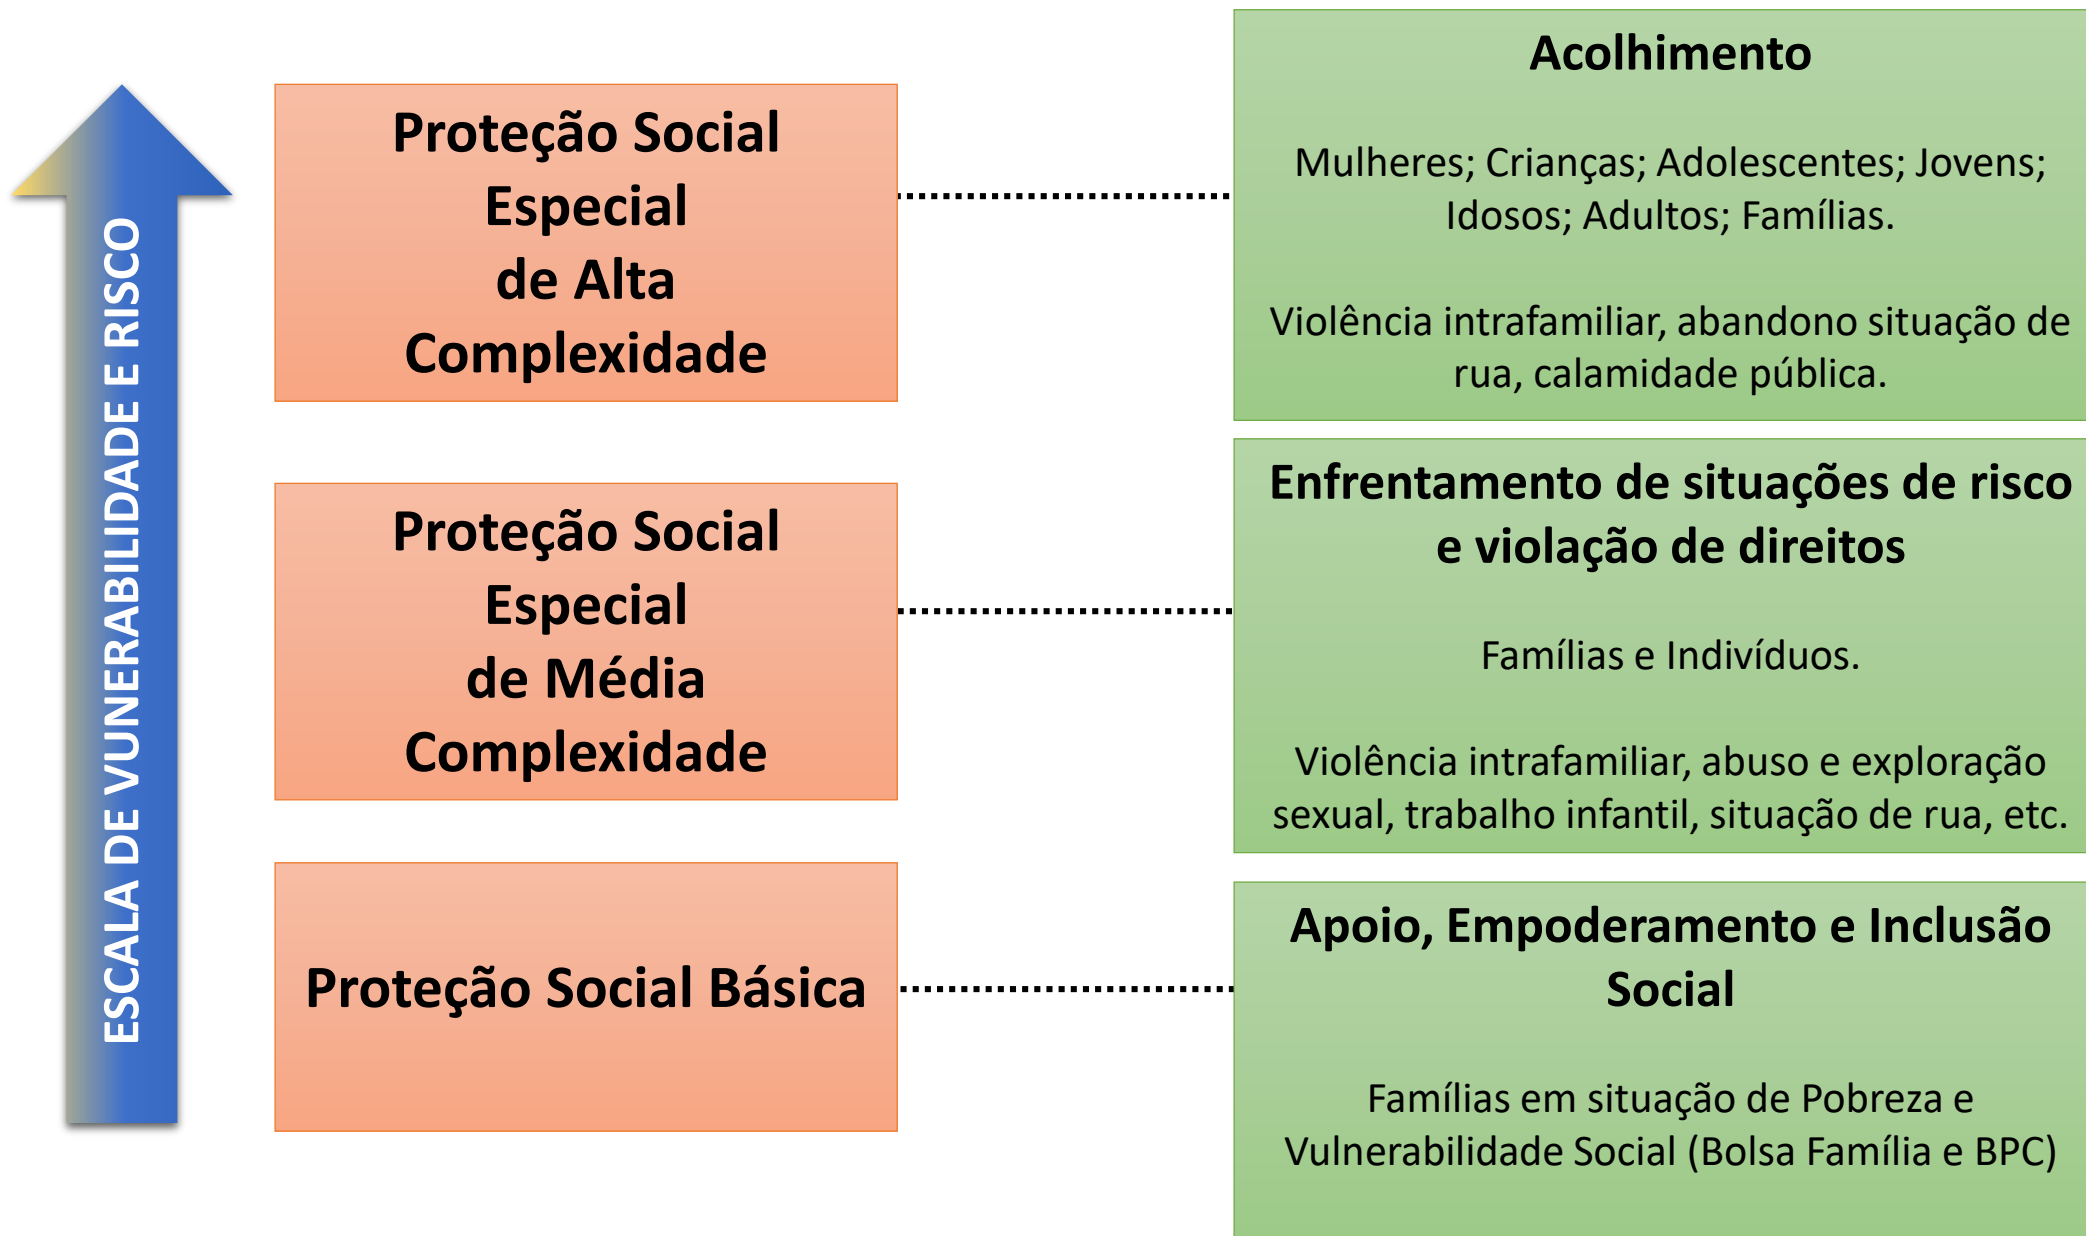 ESCALA DE VUNERABILIDADE E RISCO
Proteção Social
Especial
de Alta
Complexidade
Acolhimento
Mulheres; Crianças; Adolescentes; Jovens;
Idosos; Adultos; Famílias.
Violência intrafamiliar, abandono situação de
rua, calamidade pública.
Proteção Social
Especial
de Média
Complexidade
Enfrentamento de situações de risco
e violação de direitos
Famílias e Indivíduos.
Violência intrafamiliar, abuso e exploração
sexual, trabalho infantil, situação de rua, etc.
Proteção Social Básica
Apoio, Empoderamento e Inclusão
Social
Famílias em situação de Pobreza e
Vulnerabilidade Social (Bolsa Família e BPC)